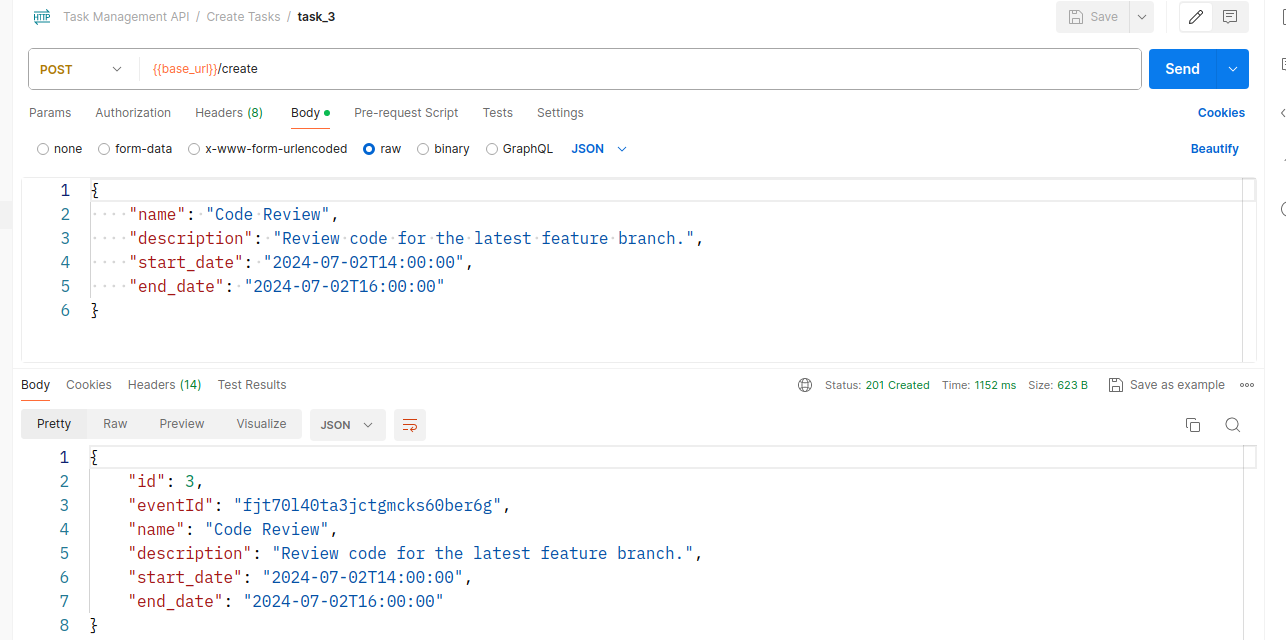 HTTP Task Management API / Create Tasks / task_3 Save
POST {{base_url}}/create Send
Params Authorization Headers (8) Body Pre-request Script Tests Settings Cookies
none form-data x-www-form-urlencoded raw binary GraphQL JSON Beautify
1 {
2 "name": "Code Review",
3 "description": "Review code for the latest feature branch.",
4 "start_date": "2024-07-02T14:00:00",
5 "end_date": "2024-07-02T16:00:00"
6 }
Body Cookies Headers (14) Test Results Status: 201 Created Time: 1152 ms Size: 623 B Save as example
Pretty Raw Preview Visualize JSON
1 {
2 "id": 3,
3 "eventId": "fjt70l40ta3jctgmcks60ber6g",
4 "name": "Code Review",
5 "description": "Review code for the latest feature branch.",
6 "start_date": "2024-07-02T14:00:00",
7 "end_date": "2024-07-02T16:00:00"
8 }